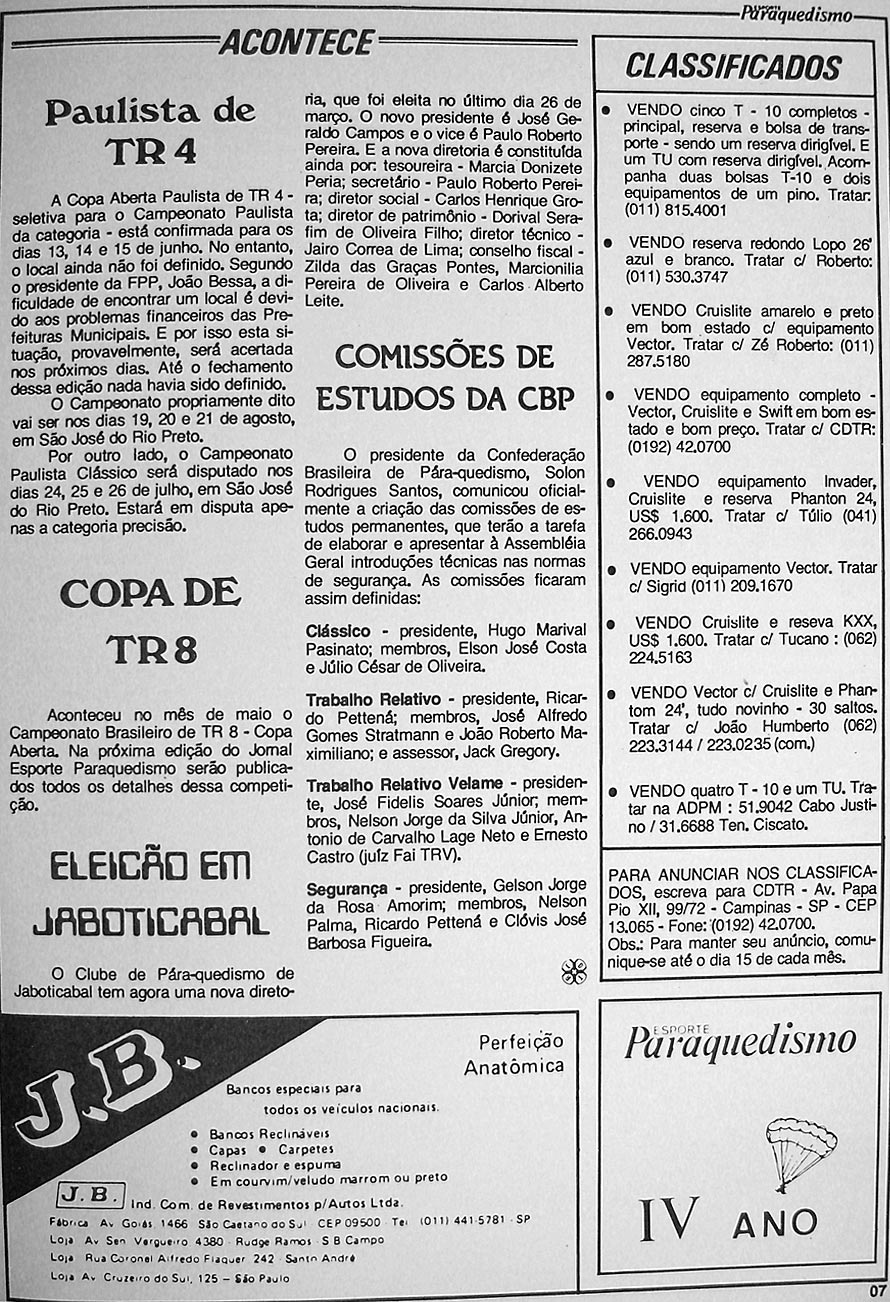 ESPORTE
Paraquedismo
ACONTECE
Paulista de
TR 4
A Copa Aberta Paulista de TR 4 -
seletiva para o Campeonato Paulista
da categoria - está confirmada para os
dias 13, 14 e 15 de junho. No entanto,
o local ainda não foi definido. Segundo
o presidente da FPP, João Bessa, a di-
ficuldade de encontrar um local é devi-
do aos problemas financeiros das Pre-
feituras Municipais. E por isso esta si-
tuação, provavelmente, será acertada
nos próximos dias. Até o fechamento
dessa edição nada havia sido definido.
O Campeonato propriamente dito
vai ser nos dias 19, 20 e 21 de agosto,
em São José do Rio Preto.
Por outro lado, o Campeonato
Paulista Clássico será disputado nos
dias 24, 25 e 26 de julho, em São José
do Rio Preto. Estará em disputa ape-
nas a categoria precisão.
COPA DE
TR 8
Aconteceu no mês de maio o
Campeonato Brasileiro de TR 8 - Copa
Aberta. Na próxima edição do Jornal
Esporte Paraquedismo serão publica-
dos todos os detalhes dessa competi-
ção.
ELEICÃO EM
JABOTICABAL
O Clube de Pára-quedismo de
Jaboticabal tem agora uma nova direto-
ria, que foi eleita no último dia 26 de
março. O novo presidente é José Ge-
raldo Campos e o vice é Paulo Roberto
Pereira. E a nova diretoria é constituída
ainda por: tesoureira - Marcia Donizete
Peria; secretário - Paulo Roberto Perei-
ra; diretor social - Carlos Henrique Gro-
ta; diretor de patrimônio - Dorival Sera-
fim de Oliveira Filho; diretor técnico -
Jairo Correa de Lima; conselho fiscal -
Zilda das Graças Pontes, Marcionilia
Pereira de Oliveira e Carlos Alberto
Leite.
COMISSÕES DE
ESTUDOS DA CBP
O presidente da Confederação
Brasileira de Pára-quedismo, Solon
Rodrigues Santos, comunicou oficial-
mente a criação das comissões de es-
tudos permanentes, que terão a tarefa
de elaborar e apresentar à Assembléia
Geral introduções técnicas nas normas
de segurança. As comissões ficaram
assim definidas:
Clássico - presidente, Hugo Marival
Pasinato; membros, Elson José Costa
e Júlio César de Oliveira.
Trabalho Relativo - presidente, Ricar-
do Pettená; membros, José Alfredo
Gomes Stratmann e João Roberto Ma-
ximiliano; e assessor, Jack Gregory.
Trabalho Relativo Velame - presiden-
te, José Fidelis Soares Júnior; mem-
bros, Nelson Jorge da Silva Júnior, An-
tonio de Carvalho Lage Neto e Ernesto
Castro (juíz Fai TRV).
Segurança - presidente, Gelson Jorge
da Rosa Amorim; membros, Nelson
Palma, Ricardo Pettená e Clóvis José
Barbosa Figueira.
CLASSIFICADOS
• VENDO cinco T - 10 completos -
principal, reserva e bolsa de trans-
porte - sendo um reserva dirigível. E
um TU com reserva dirigível. Acom-
panha duas bolsas T-10 e dois
equipamentos de um pino. Tratar:
(011) 815.4001
• VENDO reserva redondo Lopo 26'
azul e branco. Tratar c/ Roberto:
(011) 530.3747
• VENDO Cruislite amarelo e preto
em bom estado c/ equipamento
Vector. Tratar c/ Zé Roberto: (011)
287.5180
• VENDO equipamento completo -
Vector, Cruislite e Swift em bom es-
tado e bom preço. Tratar c/ CDTR:
(0192) 42.0700
• VENDO equipamento Invader,
Cruislite e reserva Phanton 24,
US$ 1.600. Tratar c/ Túlio (041)
266.0943
• VENDO equipamento Vector. Tratar
c/ Sigrid (011) 209.1670
• VENDO Cruislite e reseva KXX,
US$ 1.600. Tratar c/ Tucano : (062)
224.5163
• VENDO Vector c/ Cruislite e Phan-
tom 24', tudo novinho - 30 saltos.
Tratar c/ João Humberto (062)
223.3144 / 223.0235 (com.)
• VENDO quatro T - 10 e um TU. Tra-
tar na ADPM : 51.9042 Cabo Justi-
no / 31.6688 Ten. Ciscato.
PARA ANUNCIAR NOS CLASSIFICA-
DOS, escreva para CDTR - Av. Papa
Pio XII, 99/72 - Campinas - SP - CEP
13.065 - Fone: (0192) 42.0700.
Obs.: Para manter seu anúncio, comu-
nique-se até o dia 15 de cada mês.
J.B.
Perfeição
Anatômica
Bancos especiais para
todos os veículos nacionais.
• Bancos Reclináveis
• Capas • Carpetes
• Reclinador e espuma
• Em courvim/veludo marrom ou preto
J.B. Ind. Com. de Revestimentos p/Autos Ltda.
Fábrica Av Goiás 1466 São Caetano do Sul CEP 09500 Tel (011) 441-5781 - SP
Loja Av Sen Vergueiro 4380 - Rudge Ramos - S B Campo
Loja Rua Coronel Alfredo Flaquer 242 - Santo André
Loja Av Cruzeiro do Sul, 125 - São Paulo
ESPORTE
Paraquedismo
IV ANO
07